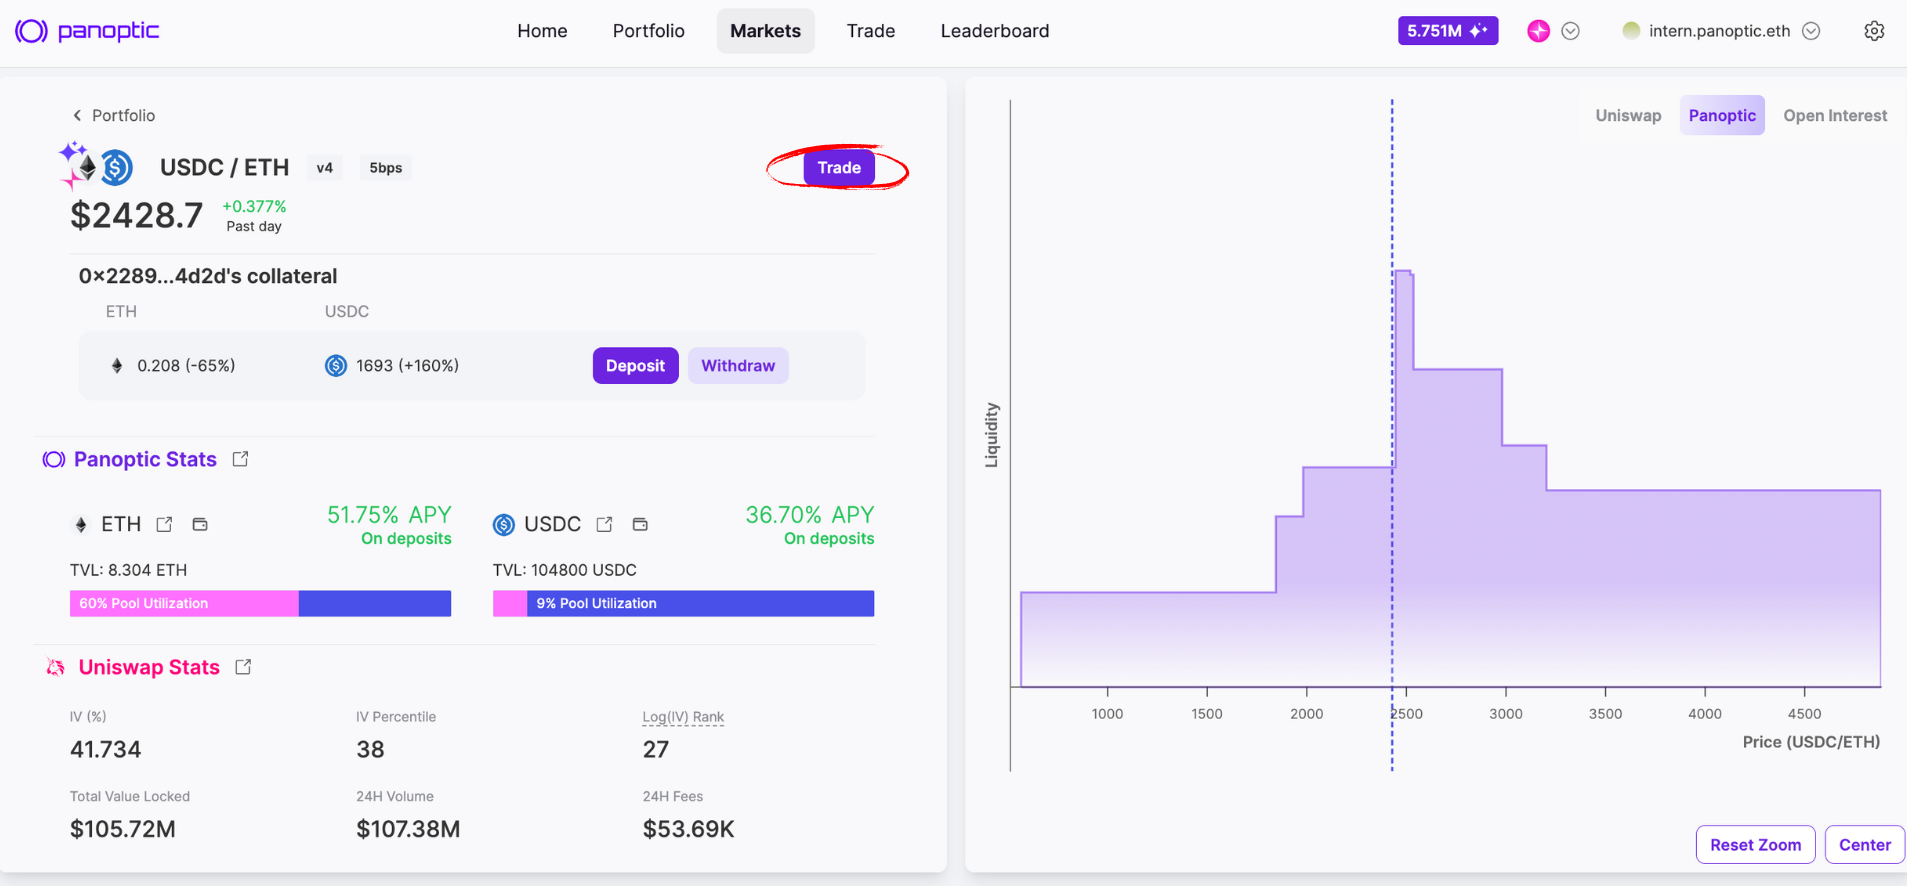 panoptic
Home Portfolio Markets Trade Leaderboard
5.751M
intern.panoptic.eth
Portfolio
USDC / ETH v4 5bps
Trade
$2428.7 +0.377%
Past day
0×2289...4d2d's collateral
ETH USDC
0.208 (-65%) 1693 (+160%) Deposit Withdraw
Panoptic Stats
ETH 51.75% APY
On deposits
TVL: 8.304 ETH
60% Pool Utilization
USDC 36.70% APY
On deposits
TVL: 104800 USDC
9% Pool Utilization
Uniswap Stats
IV (%) IV Percentile Log(IV) Rank
41.734 38 27
Total Value Locked 24H Volume 24H Fees
$105.72M $107.38M $53.69K
Uniswap Panoptic Open Interest
Liquidity
1000 1500 2000 2500 3000 3500 4000 4500
Price (USDC/ETH)
Reset Zoom Center